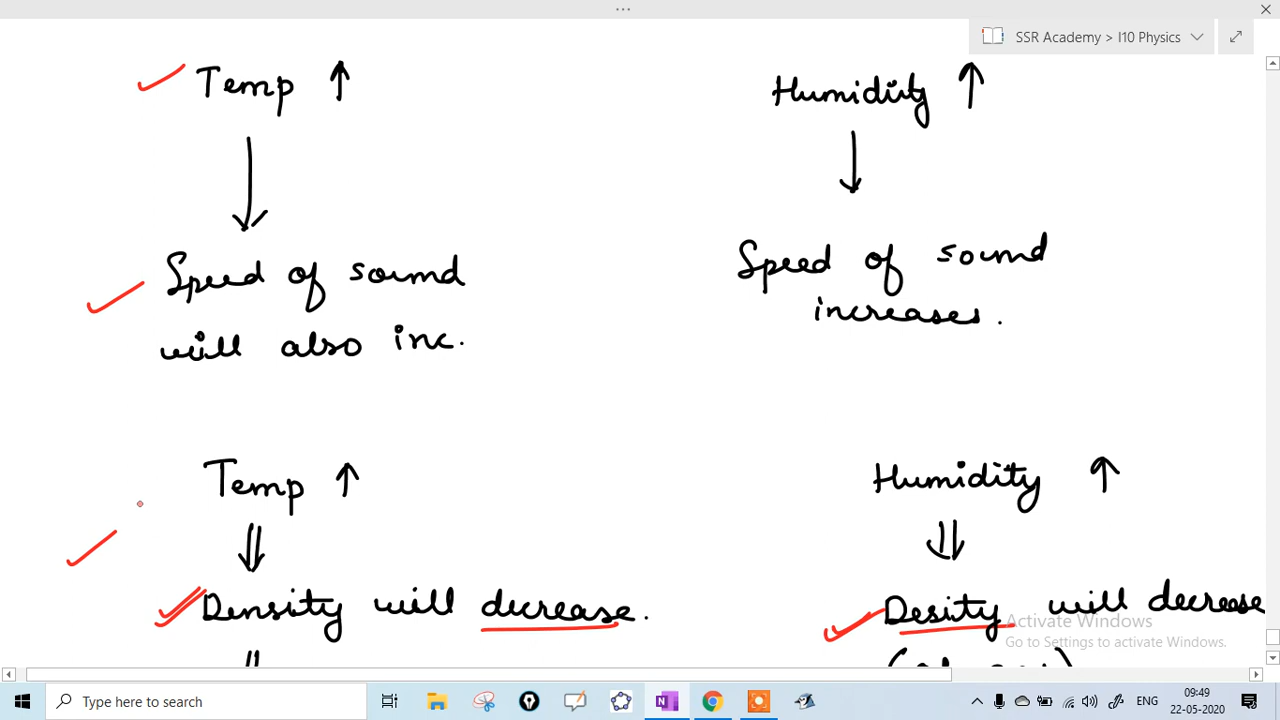 ...
SSR Academy > I10 Physics
Temp ↑
Humidity ↑
Speed of sound
will also inc.
Speed of sound
increases.
Temp ↑
Humidity ↑
Density will decrease.
Desity will decrease
Activate Windows
Go to Settings to activate Windows.
Type here to search
ENG
09:49
22-05-2020